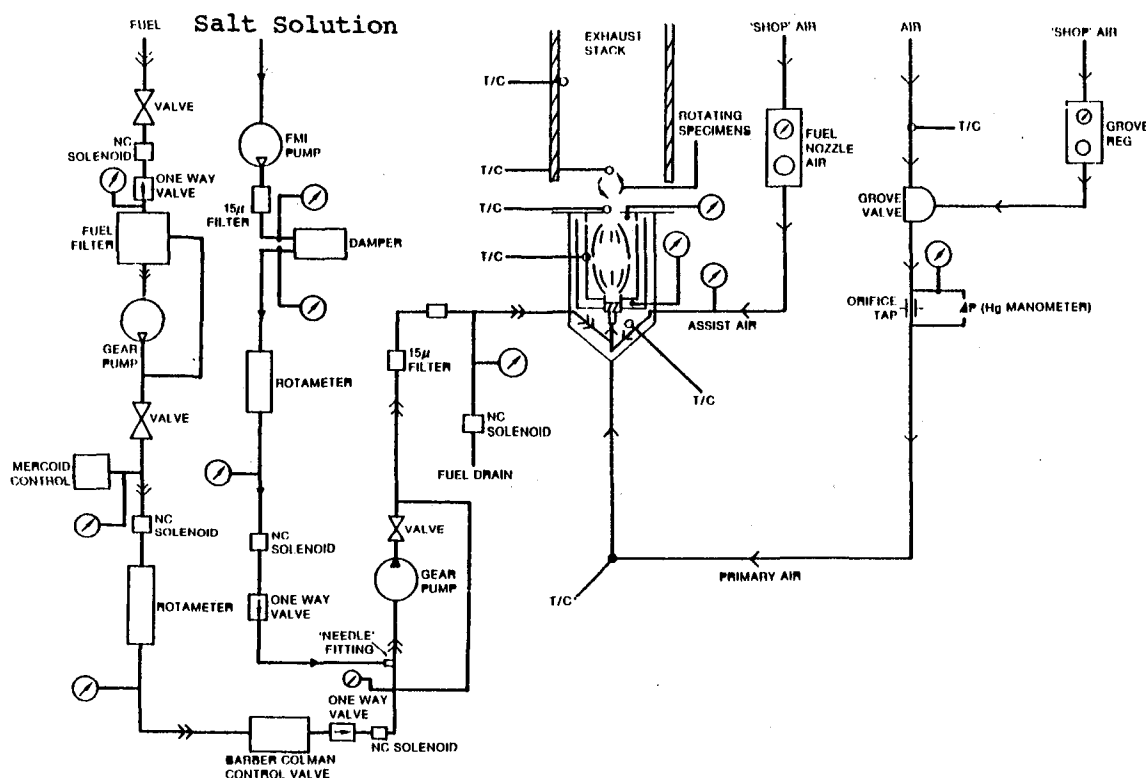 FUEL
Salt Solution
VALVE
NC
SOLENOID
ONE WAY
VALVE
FUEL
FILTER
GEAR
PUMP
VALVE
MERCOID
CONTROL
NC
SOLENOID
ROTAMETER
BARBER COLMAN
CONTROL VALVE
FMI
PUMP
15μ
FILTER
DAMPER
ROTAMETER
NC
SOLENOID
ONE WAY
VALVE
'NEEDLE'
FITTING
ONE WAY
VALVE
NC SOLENOID
GEAR
PUMP
VALVE
15μ
FILTER
NC
SOLENOID
FUEL DRAIN
EXHAUST
STACK
T/C
T/C
T/C
T/C
ROTATING
SPECIMENS
'SHOP' AIR
FUEL
NOZZLE
AIR
ASSIST AIR
T/C
T/C
PRIMARY AIR
AIR
T/C
GROVE
VALVE
'SHOP' AIR
GROVE
REG
ORIFICE
TAP
ΔP (Hg MANOMETER)